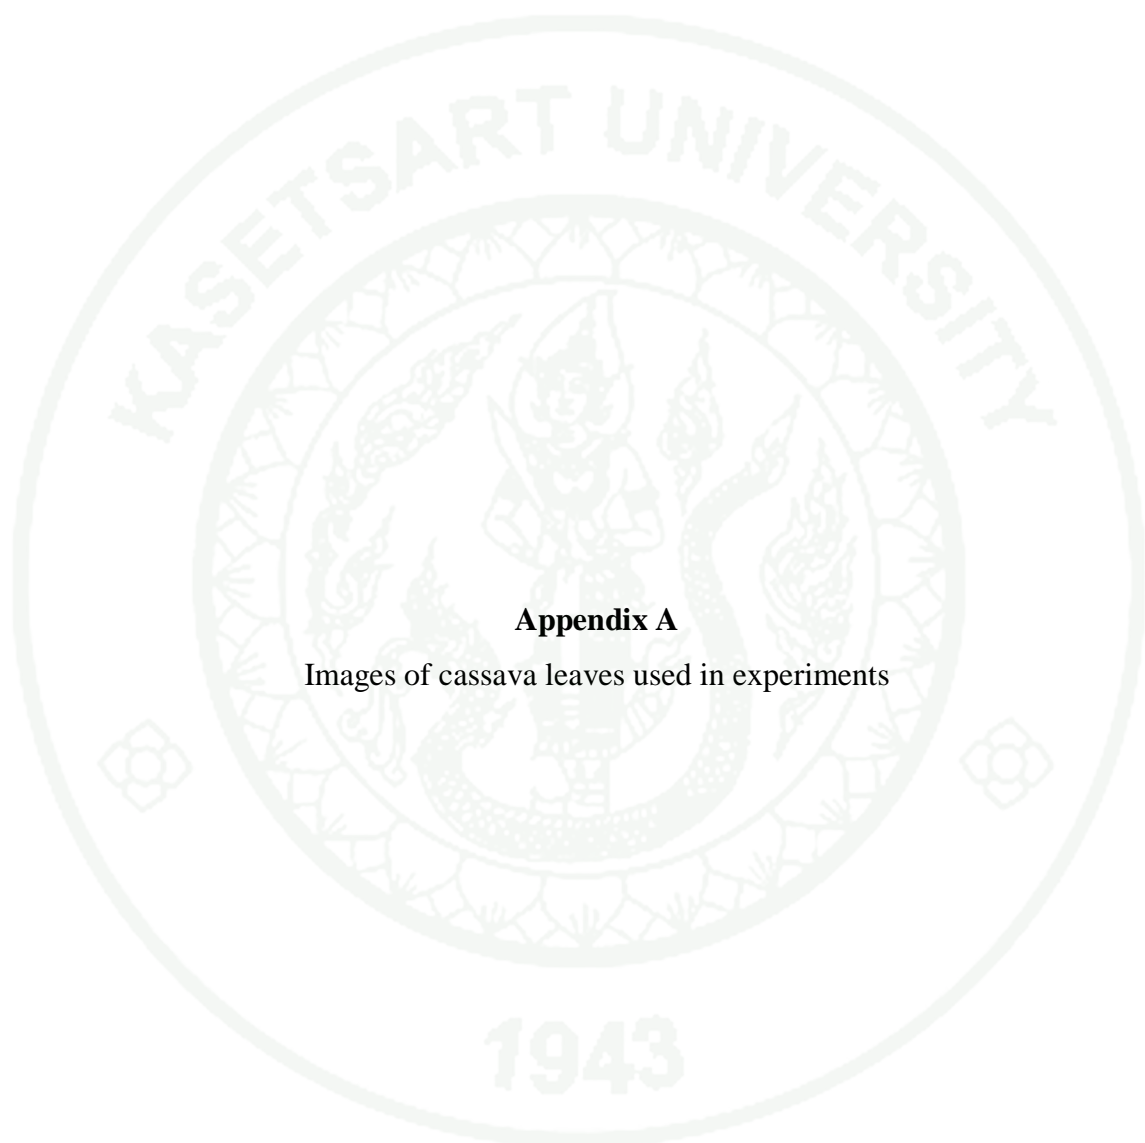 KASETSART UNIVERSITY
Appendix A
Images of cassava leaves used in experiments
1943